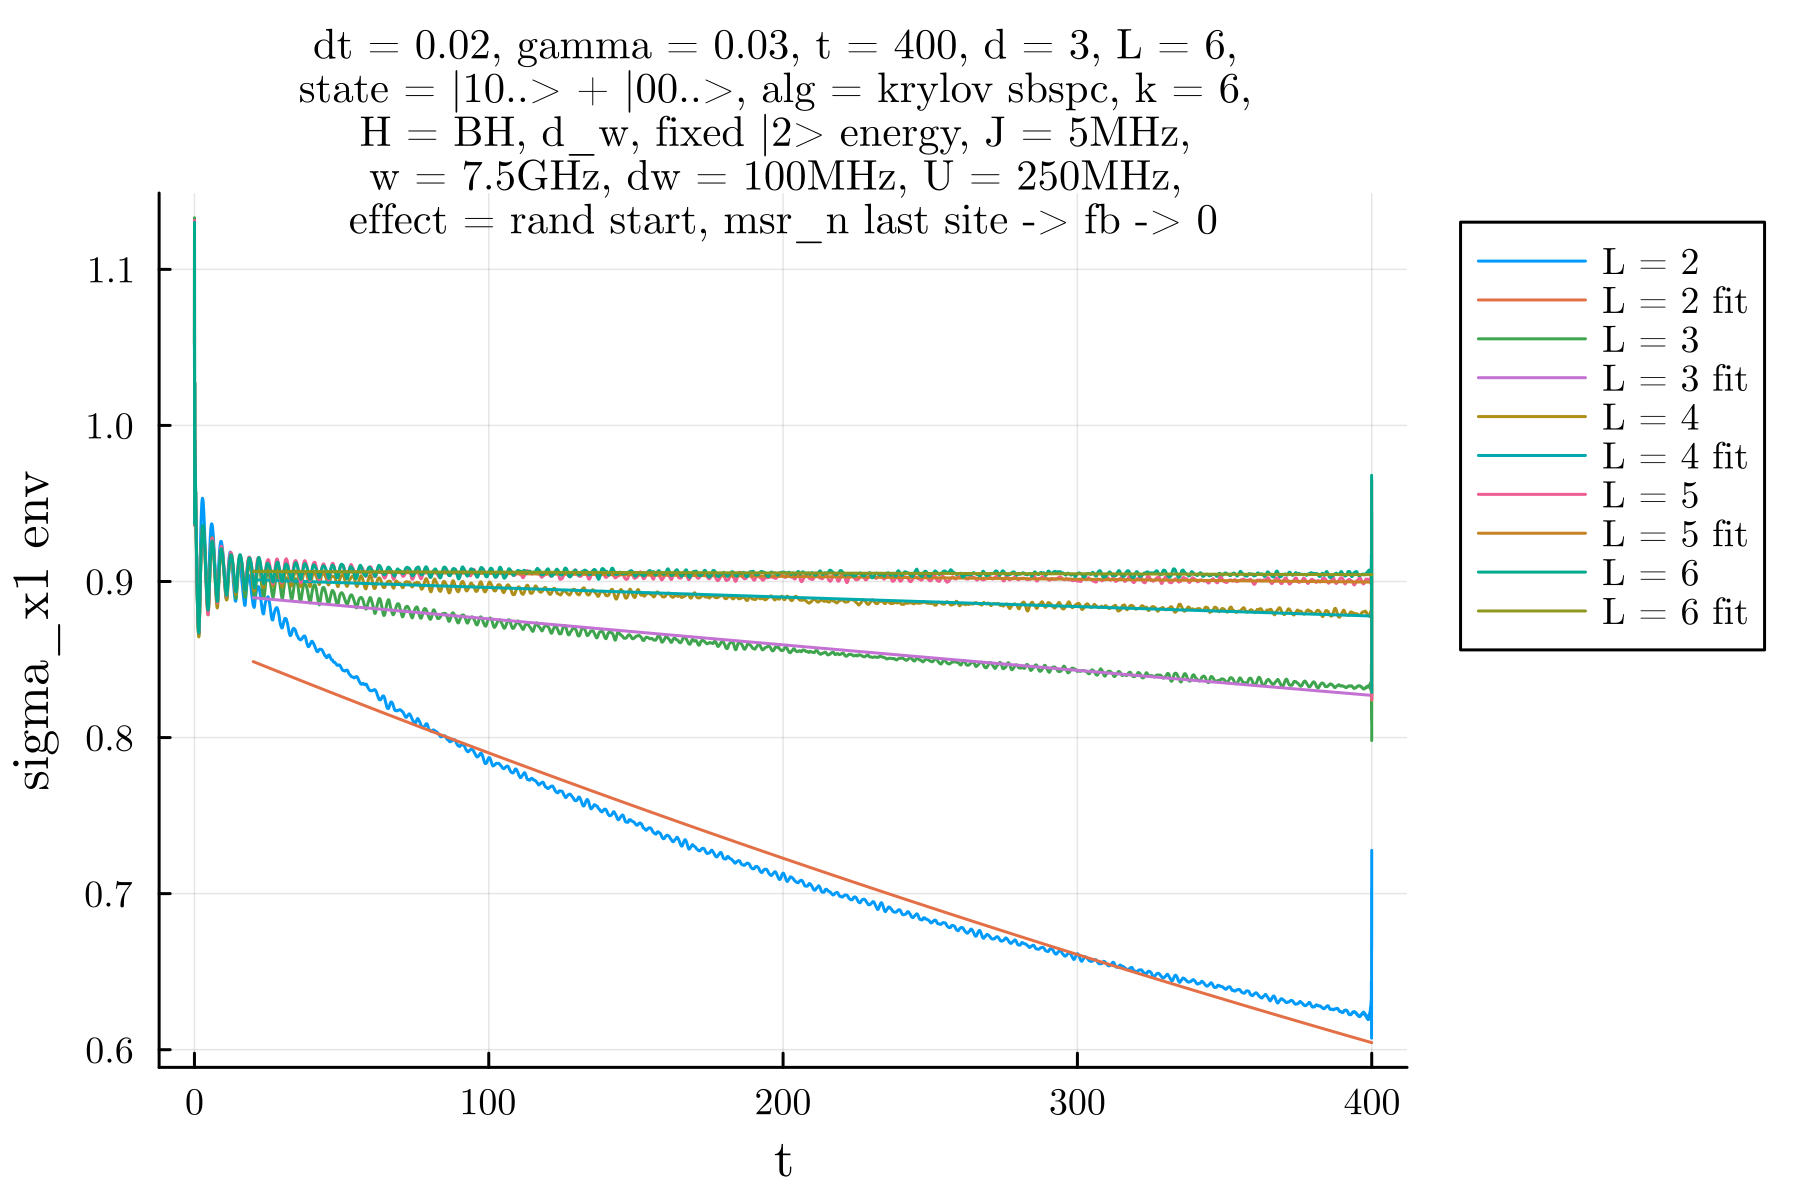 dt = 0.02, gamma = 0.03, t = 400, d = 3, L = 6,
state = |10..> + |00..>, alg = krylov sbspc, k = 6,
H = BH, d_w, fixed |2> energy, J = 5MHz,
w = 7.5GHz, dw = 100MHz, U = 250MHz,
effect = rand start, msr_n last site -> fb -> 0
sigma_x1 env
1.1
1.0
0.9
0.8
0.7
0.6
0
100
200
300
400
t
L = 2
L = 2 fit
L = 3
L = 3 fit
L = 4
L = 4 fit
L = 5
L = 5 fit
L = 6
L = 6 fit